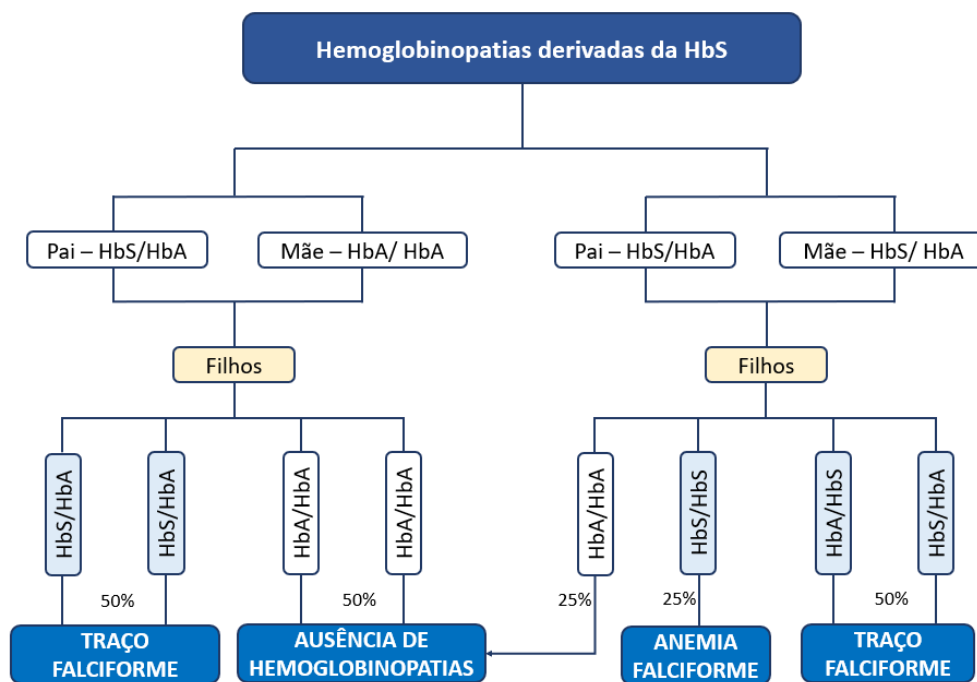 Hemoglobinopatias derivadas da HbS
Pai – HbS/HbA
Mãe – HbA/ HbA
Pai – HbS/HbA
Mãe – HbS/ HbA
Filhos
Filhos
HbS/HbA
HbS/HbA
HbA/HbA
HbA/HbA
HbA/HbA
HbS/HbS
HbA/HbS
HbS/HbA
50%
50%
25%
25%
50%
TRAÇO
FALCIFORME
AUSÊNCIA DE
HEMOGLOBINOPATIAS
ANEMIA
FALCIFORME
TRAÇO
FALCIFORME